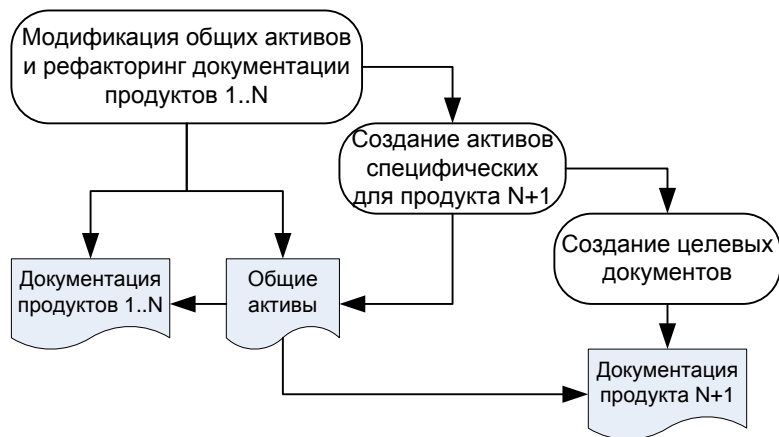 Модификация общих активов
и рефакторинг документации
продуктов 1..N
Создание активов
специфических
для продукта N+1
Создание целевых
документов
Документация
продуктов 1..N
Общие
активы
Документация
продукта N+1